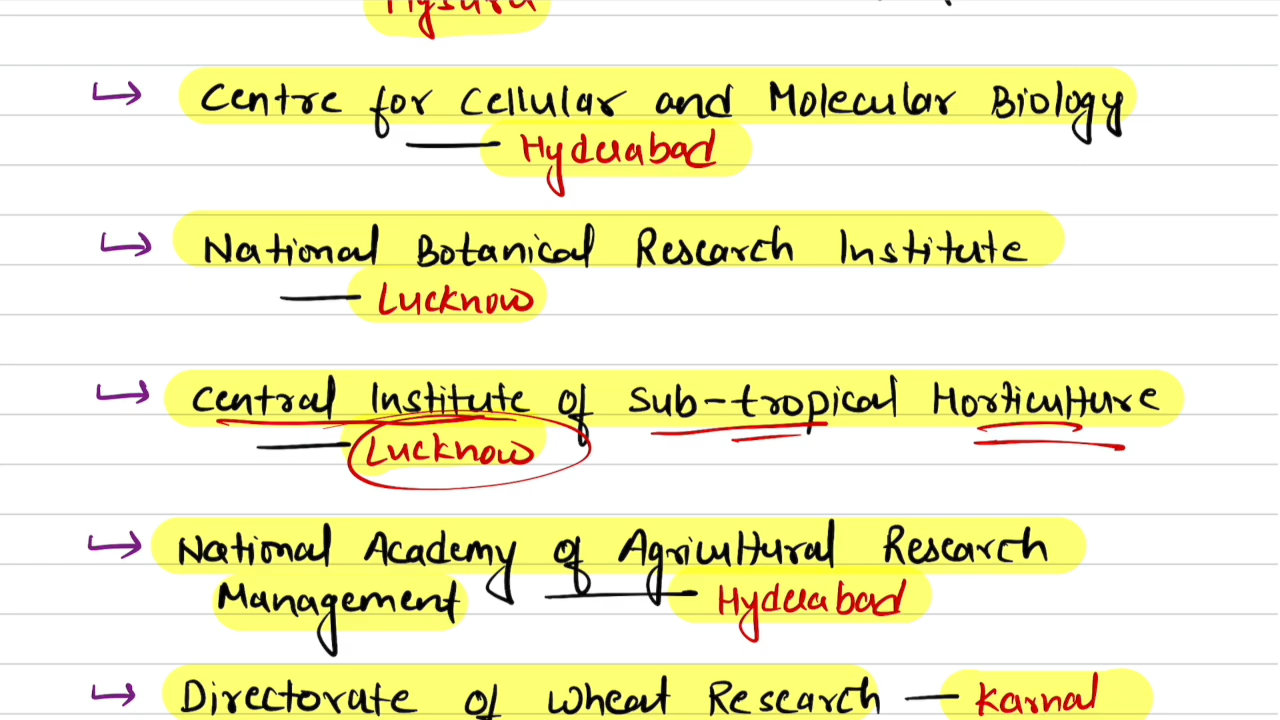 Mysuru
↳ Centre for Cellular and Molecular Biology
— Hyderabad
↳ National Botanical Research Institute
— Lucknow
↳ Central Institute of Sub-tropical Horticulture
— Lucknow
↳ National Academy of Agricultural Research
Management — Hyderabad
↳ Directorate of Wheat Research — Karnal